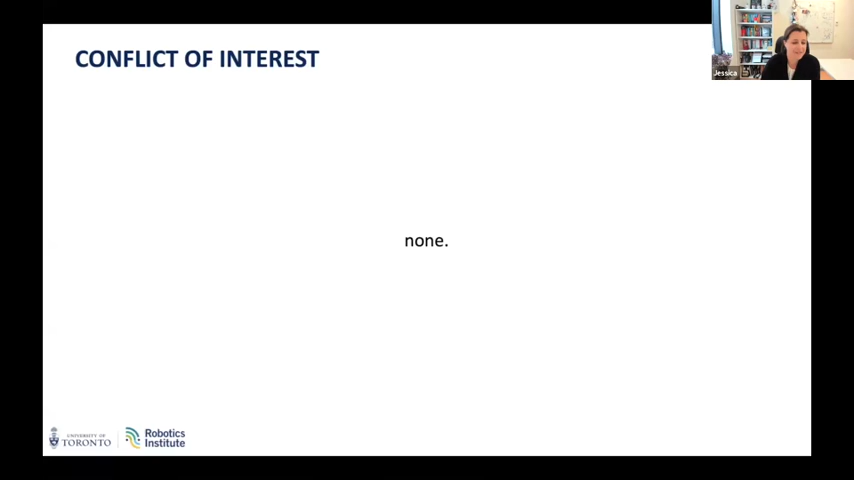 CONFLICT OF INTEREST
Jessica
none.
UNIVERSITY OF
TORONTO
Robotics
Institute